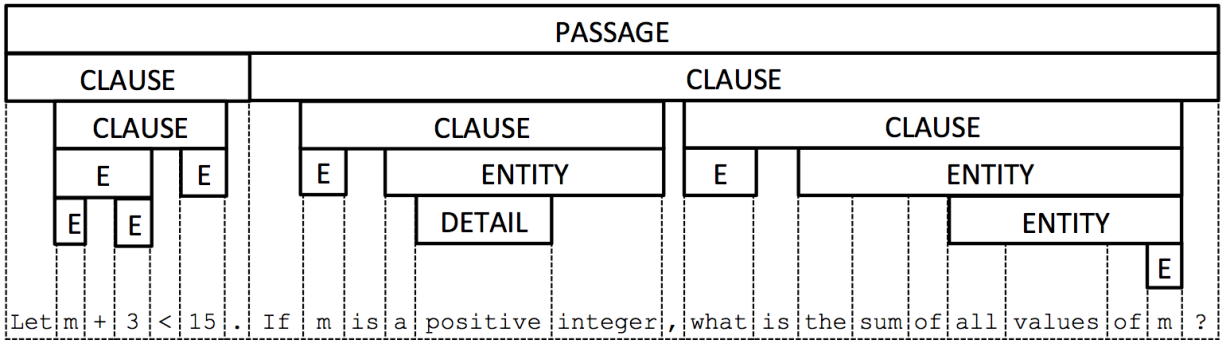 PASSAGE
CLAUSE CLAUSE
CLAUSE CLAUSE CLAUSE
E E E ENTITY E ENTITY
E E DETAIL ENTITY
E
Let m + 3 < 15 . If m is a positive integer , what is the sum of all values of m ?